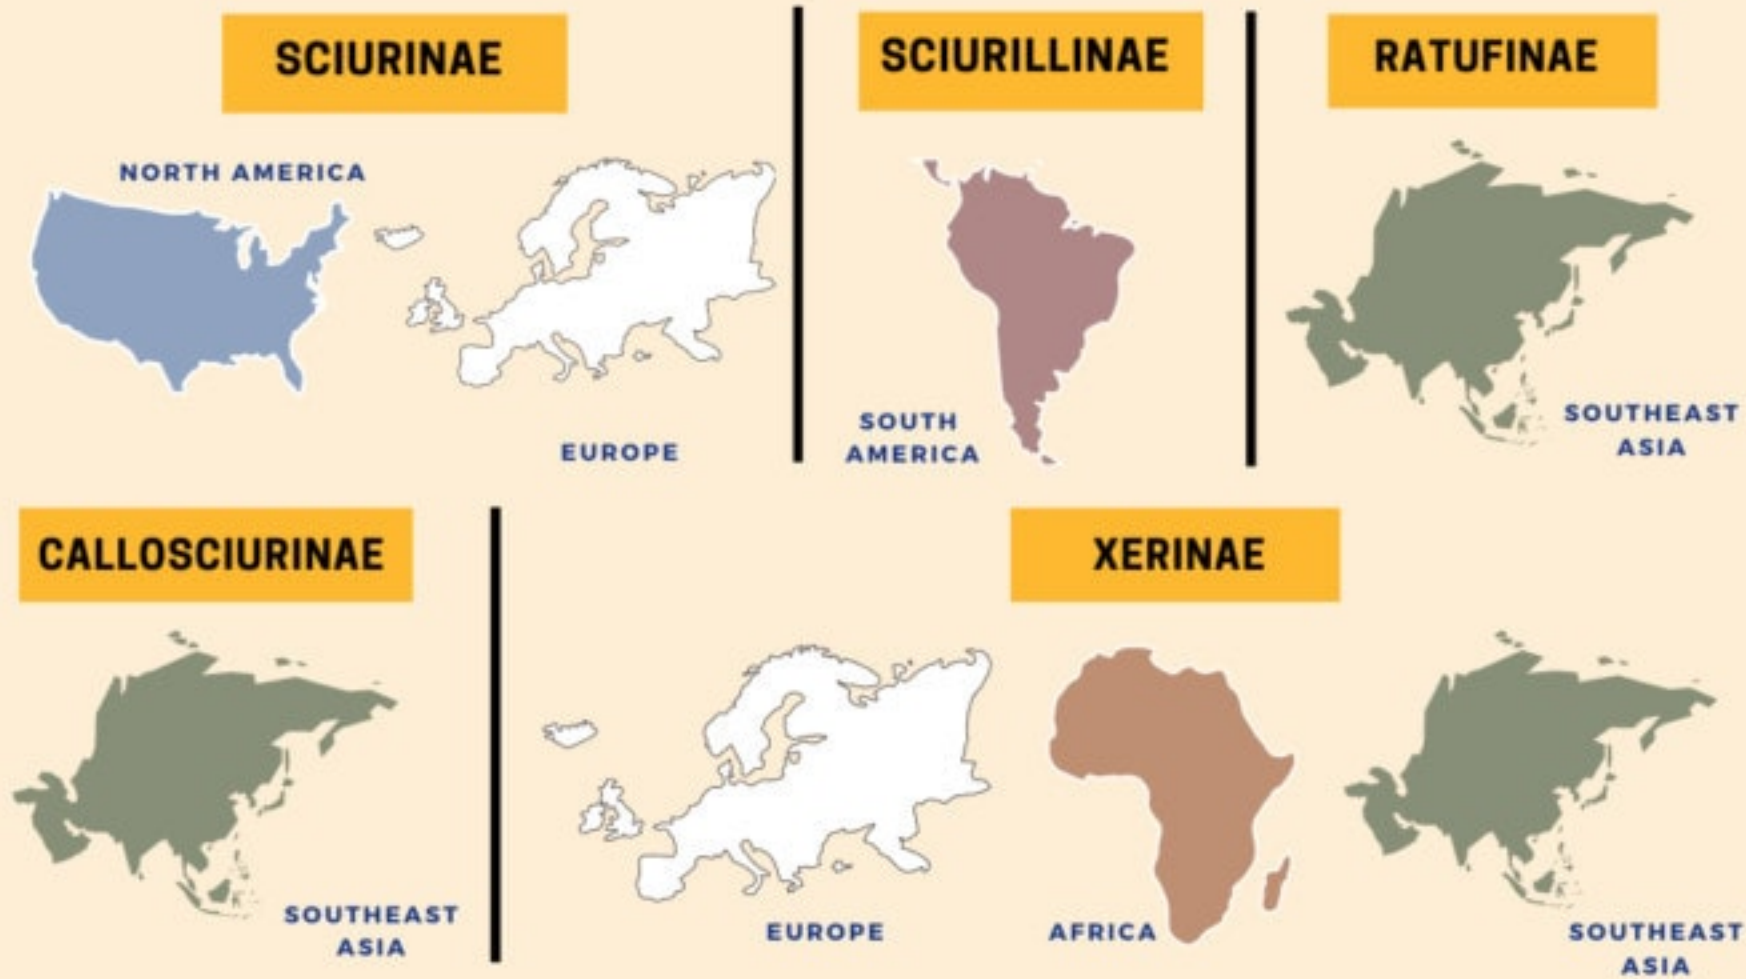 SCIURINAE
NORTH AMERICA
EUROPE
SCIURILLINAE
SOUTH
AMERICA
RATUFINAE
SOUTHEAST
ASIA
CALLOSCIURINAE
SOUTHEAST
ASIA
XERINAE
EUROPE
AFRICA
SOUTHEAST
ASIA